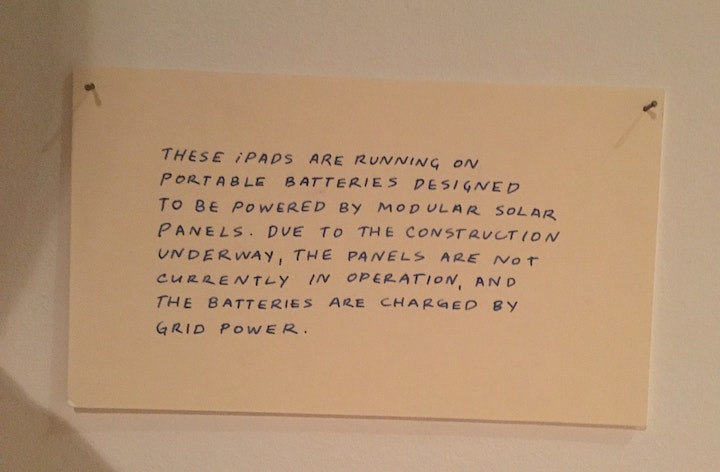 THESE iPADS ARE RUNNING ON
PORTABLE BATTERIES DESIGNED
TO BE POWERED BY MODULAR SOLAR
PANELS. DUE TO THE CONSTRUCTION
UNDERWAY, THE PANELS ARE NOT
CURRENTLY IN OPERATION, AND
THE BATTERIES ARE CHARGED BY
GRID POWER.